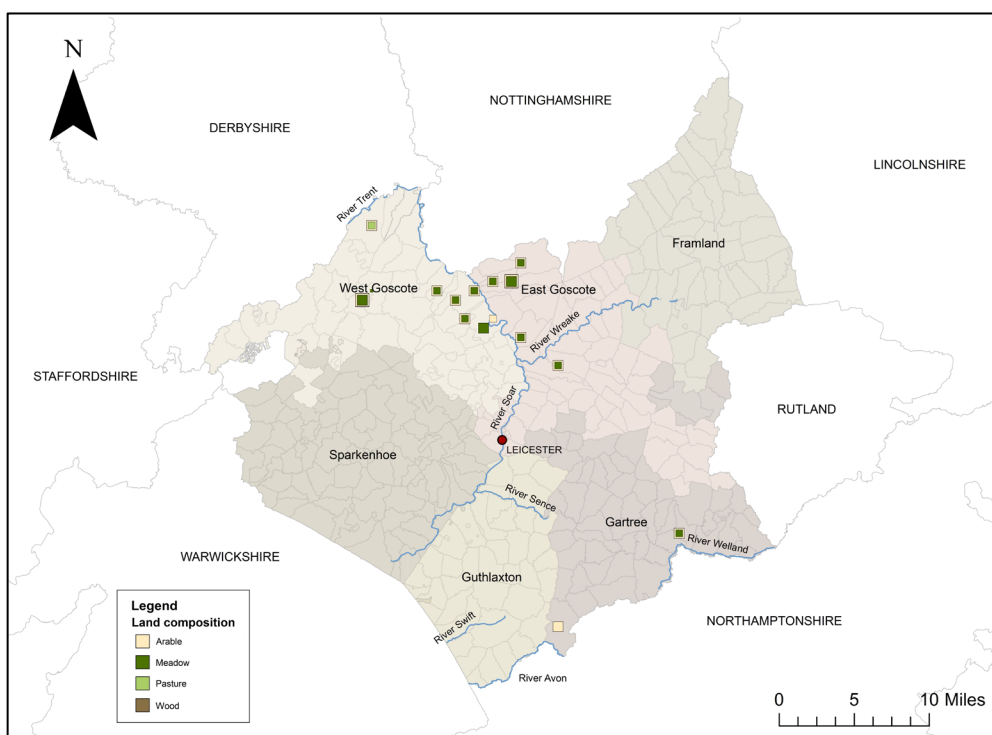 N
NOTTINGHAMSHIRE
DERBYSHIRE
LINCOLNSHIRE
River Trent
Framland
West Goscote
East Goscote
River Wreake
STAFFORDSHIRE
RUTLAND
River Soar
LEICESTER
Sparkenhoe
River Sence
Gartree
River Welland
WARWICKSHIRE
Guthlaxton
NORTHAMPTONSHIRE
River Swift
River Avon
Legend
Land composition
Arable
Meadow
Pasture
Wood
0 5 10 Miles